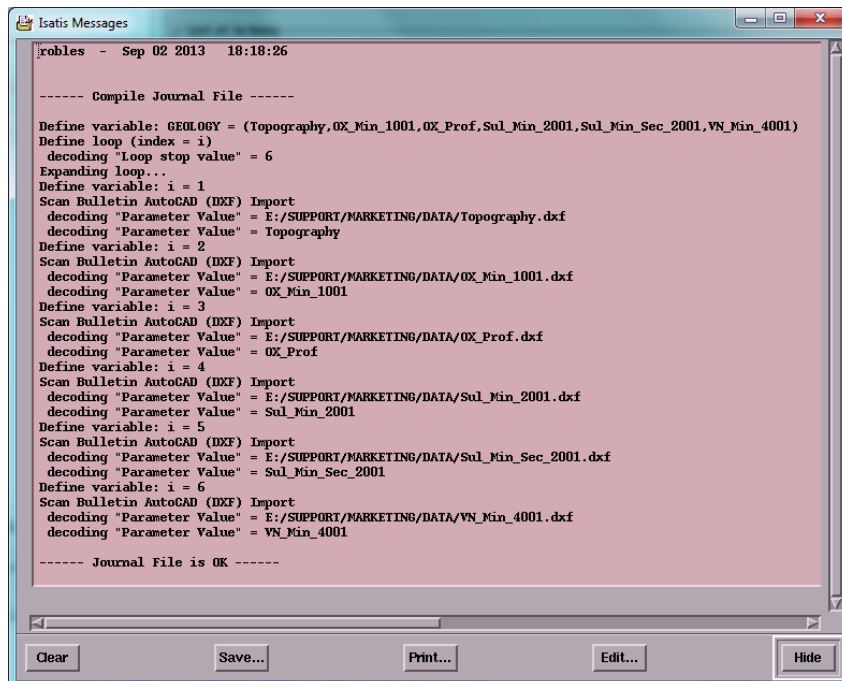 Isatis Messages
robles - Sep 02 2013 18:18:26
------ Compile Journal File ------
Define variable: GEOLOGY = (Topography,OX_Min_1001,OX_Prof,Sul_Min_2001,Sul_Min_Sec_2001,VN_Min_4001)
Define loop (index = i)
decoding "Loop stop value" = 6
Expanding loop...
Define variable: i = 1
Scan Bulletin AutoCAD (DXF) Import
decoding "Parameter Value" = E:/SUPPORT/MARKETING/DATA/Topography.dxf
decoding "Parameter Value" = Topography
Define variable: i = 2
Scan Bulletin AutoCAD (DXF) Import
decoding "Parameter Value" = E:/SUPPORT/MARKETING/DATA/OX_Min_1001.dxf
decoding "Parameter Value" = OX_Min_1001
Define variable: i = 3
Scan Bulletin AutoCAD (DXF) Import
decoding "Parameter Value" = E:/SUPPORT/MARKETING/DATA/OX_Prof.dxf
decoding "Parameter Value" = OX_Prof
Define variable: i = 4
Scan Bulletin AutoCAD (DXF) Import
decoding "Parameter Value" = E:/SUPPORT/MARKETING/DATA/Sul_Min_2001.dxf
decoding "Parameter Value" = Sul_Min_2001
Define variable: i = 5
Scan Bulletin AutoCAD (DXF) Import
decoding "Parameter Value" = E:/SUPPORT/MARKETING/DATA/Sul_Min_Sec_2001.dxf
decoding "Parameter Value" = Sul_Min_Sec_2001
Define variable: i = 6
Scan Bulletin AutoCAD (DXF) Import
decoding "Parameter Value" = E:/SUPPORT/MARKETING/DATA/VN_Min_4001.dxf
decoding "Parameter Value" = VN_Min_4001
------ Journal File is OK ------
Clear Save... Print... Edit... Hide